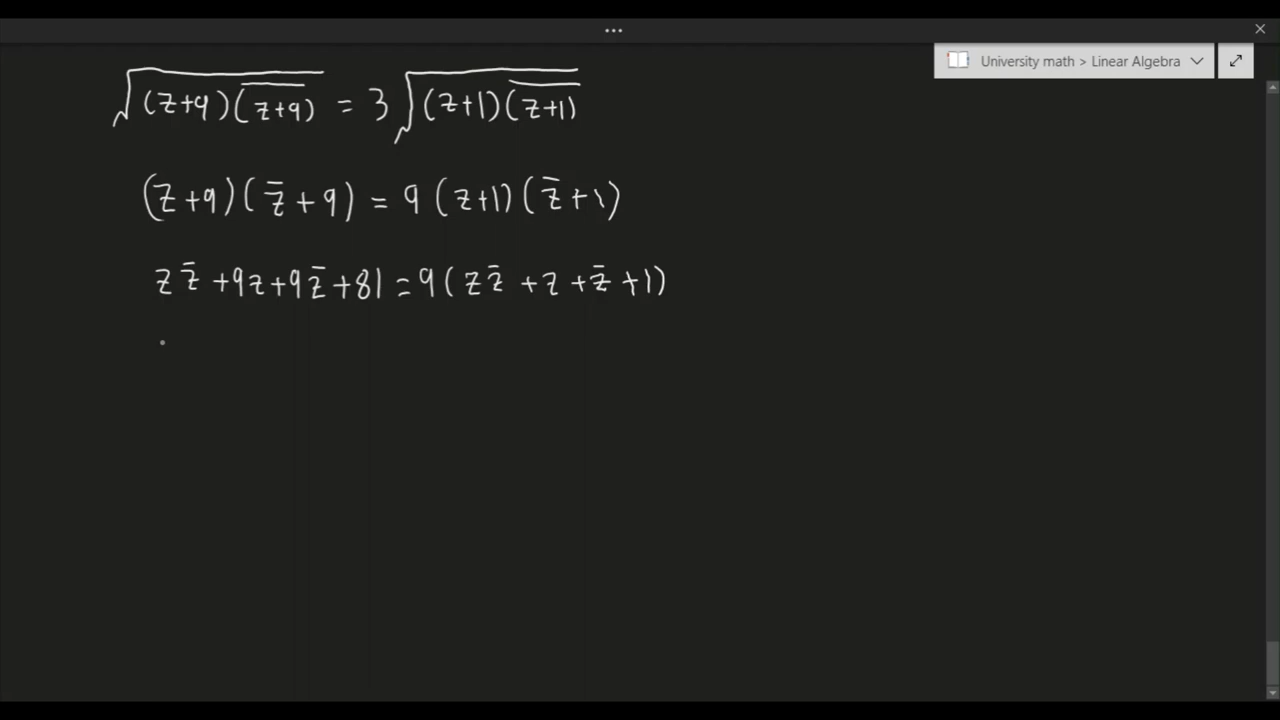 ...
University math > Linear Algebra
√((z+9)(z̅+̅9̅)) = 3 √((z+1)(z̅+̅1̅))
(z+9)(z̄+9) = 9(z+1)(z̄+1)
zz̄+9z+9z̄+81=9(zz̄+z+z̄+1)